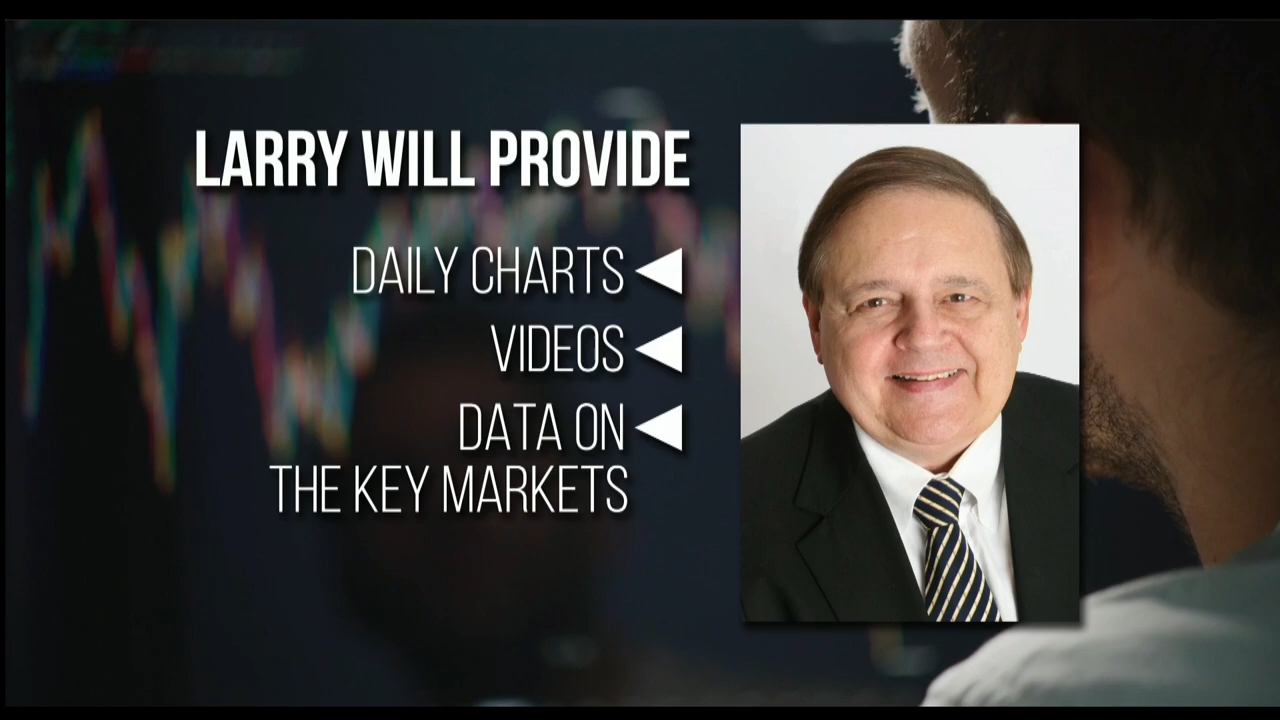 LARRY WILL PROVIDE
DAILY CHARTS
VIDEOS
DATA ON
THE KEY MARKETS